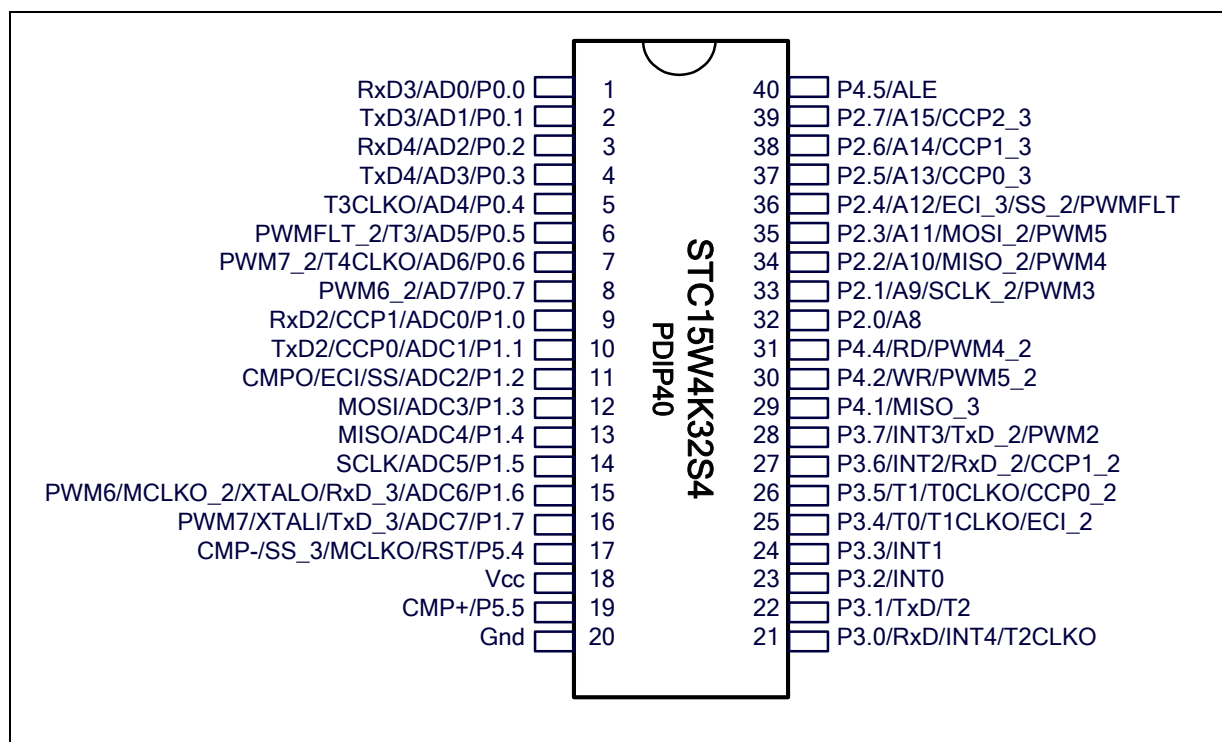 RxD3/AD0/P0.0 1 40 P4.5/ALE
TxD3/AD1/P0.1 2 39 P2.7/A15/CCP2_3
RxD4/AD2/P0.2 3 38 P2.6/A14/CCP1_3
TxD4/AD3/P0.3 4 37 P2.5/A13/CCP0_3
T3CLKO/AD4/P0.4 5 36 P2.4/A12/ECI_3/SS_2/PWMFLT
PWMFLT_2/T3/AD5/P0.5 6 35 P2.3/A11/MOSI_2/PWM5
PWM7_2/T4CLKO/AD6/P0.6 7 34 P2.2/A10/MISO_2/PWM4
PWM6_2/AD7/P0.7 8 33 P2.1/A9/SCLK_2/PWM3
RxD2/CCP1/ADC0/P1.0 9 32 P2.0/A8
TxD2/CCP0/ADC1/P1.1 10 31 P4.4/RD/PWM4_2
CMPO/ECI/SS/ADC2/P1.2 11 30 P4.2/WR/PWM5_2
MOSI/ADC3/P1.3 12 29 P4.1/MISO_3
MISO/ADC4/P1.4 13 28 P3.7/INT3/TxD_2/PWM2
SCLK/ADC5/P1.5 14 27 P3.6/INT2/RxD_2/CCP1_2
PWM6/MCLKO_2/XTALO/RxD_3/ADC6/P1.6 15 26 P3.5/T1/T0CLKO/CCP0_2
PWM7/XTALI/TxD_3/ADC7/P1.7 16 25 P3.4/T0/T1CLKO/ECI_2
CMP-/SS_3/MCLKO/RST/P5.4 17 24 P3.3/INT1
Vcc 18 23 P3.2/INT0
CMP+/P5.5 19 22 P3.1/TxD/T2
Gnd 20 21 P3.0/RxD/INT4/T2CLKO
STC15W4K32S4
PDIP40